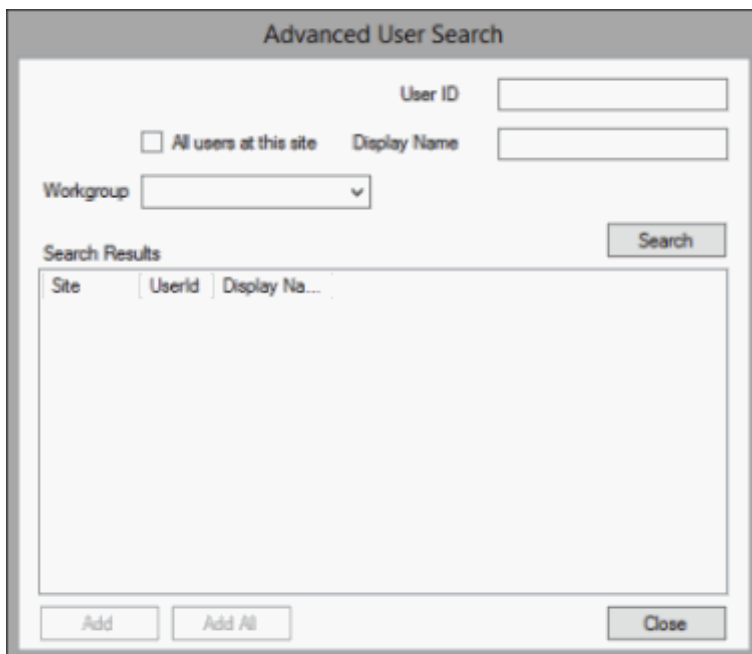 Advanced User Search
User ID
All users at this site Display Name
Workgroup
Search
Search Results
Site UserId Display Na...
Add Add All Close